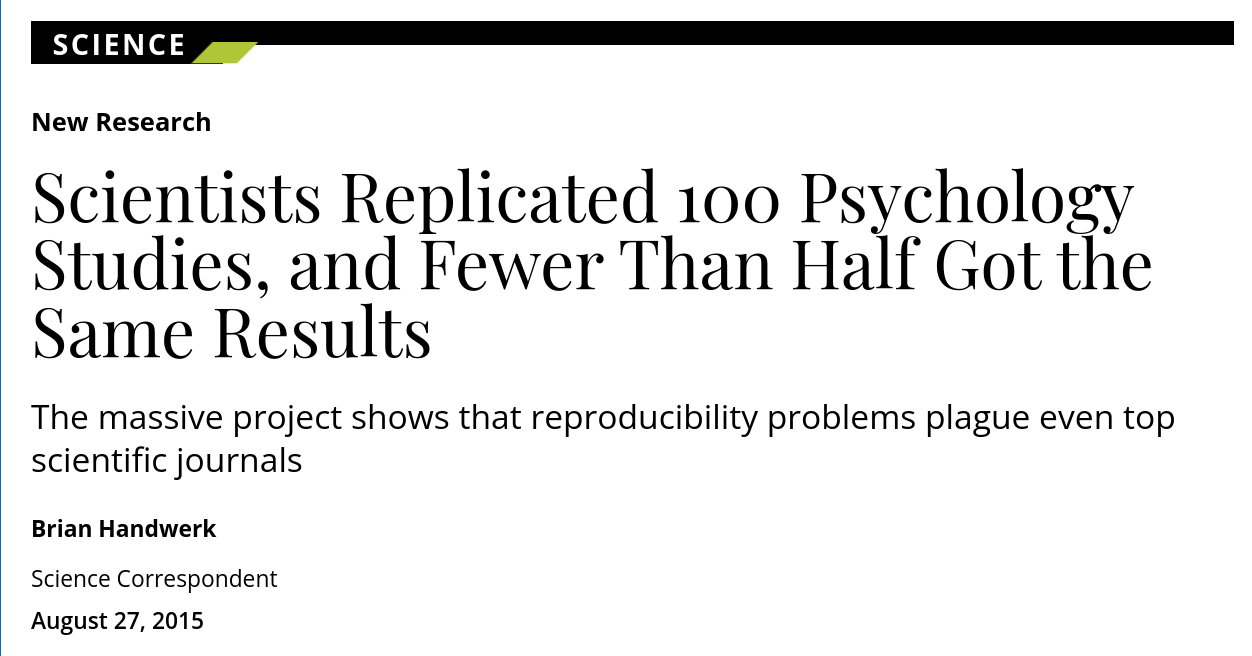 SCIENCE
New Research
Scientists Replicated 100 Psychology
Studies, and Fewer Than Half Got the
Same Results
The massive project shows that reproducibility problems plague even top
scientific journals
Brian Handwerk
Science Correspondent
August 27, 2015